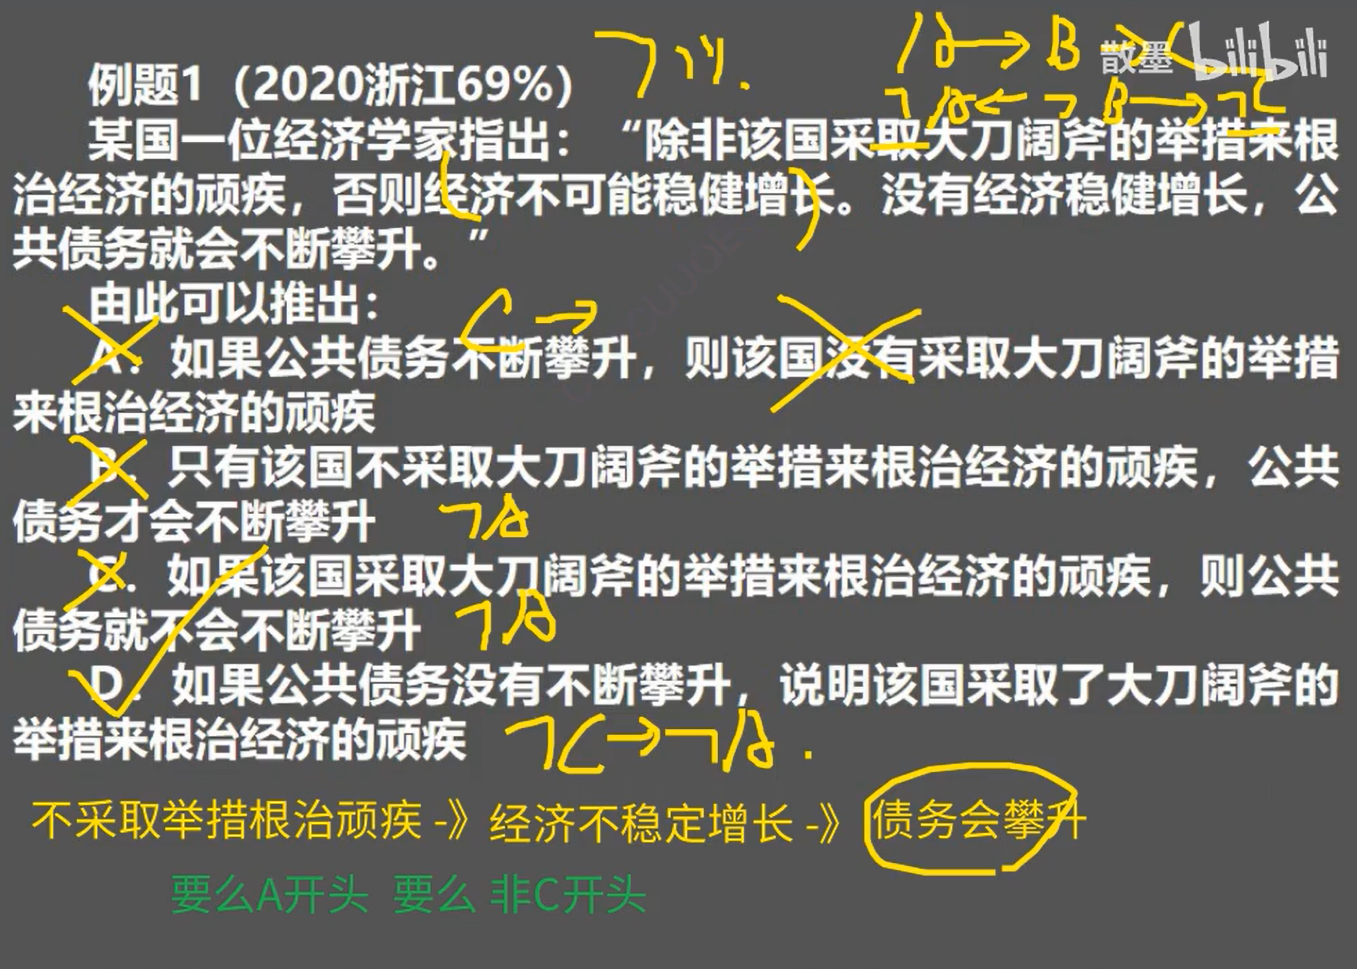 散墨 bilibili
A→B→C
例题1（2020浙江69%）
¬A←¬B←¬C
某国一位经济学家指出：“除非该国采取大刀阔斧的举措来根
治经济的顽疾，否则经济不可能稳健增长。没有经济稳健增长，公
共债务就会不断攀升。”
由此可以推出：
C→
A．如果公共债务不断攀升，则该国没有采取大刀阔斧的举措
来根治经济的顽疾
B．只有该国不采取大刀阔斧的举措来根治经济的顽疾，公共
债务才会不断攀升
¬A
C．如果该国采取大刀阔斧的举措来根治经济的顽疾，则公共
债务就不会不断攀升
¬A
D．如果公共债务没有不断攀升，说明该国采取了大刀阔斧的
举措来根治经济的顽疾
¬C→¬A.
不采取举措根治顽疾 -》经济不稳定增长 -》债务会攀升
要么A开头 要么 非C开头